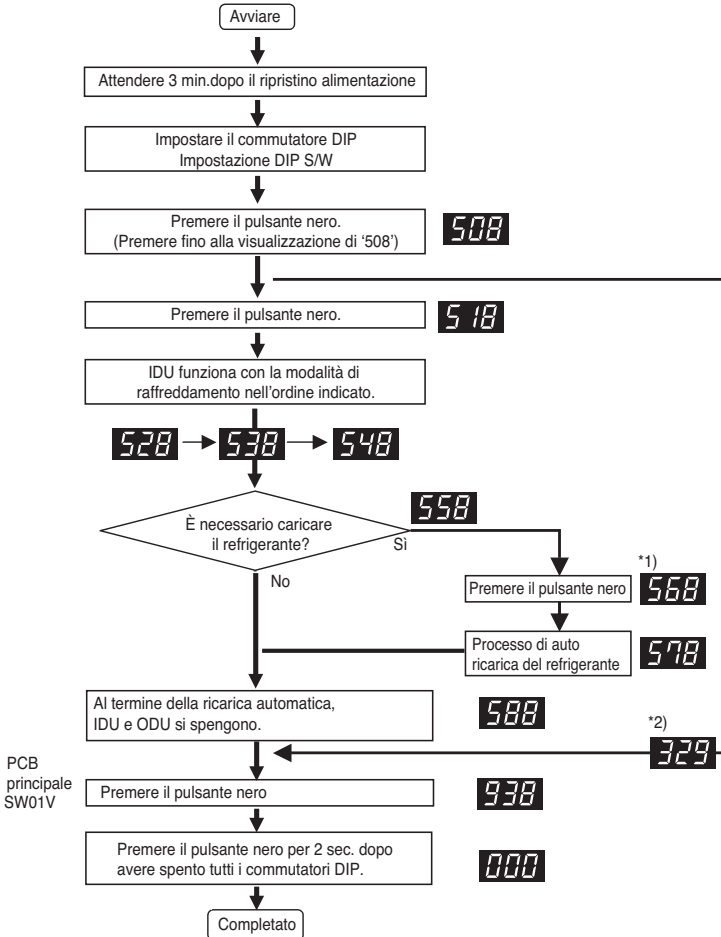 Avviare
Attendere 3 min.dopo il ripristino alimentazione
Impostare il commutatore DIP
Impostazione DIP S/W
Premere il pulsante nero.
(Premere fino alla visualizzazione di ‘508’)
508
Premere il pulsante nero.
518
IDU funziona con la modalità di
raffreddamento nell’ordine indicato.
528 538 548
558
È necessario caricare
il refrigerante?
Sì
No
*1)
Premere il pulsante nero
568
Processo di auto
ricarica del refrigerante
578
Al termine della ricarica automatica,
IDU e ODU si spengono.
588
*2)
329
PCB
principale
SW01V
Premere il pulsante nero
938
Premere il pulsante nero per 2 sec. dopo
avere spento tutti i commutatori DIP.
000
Completato